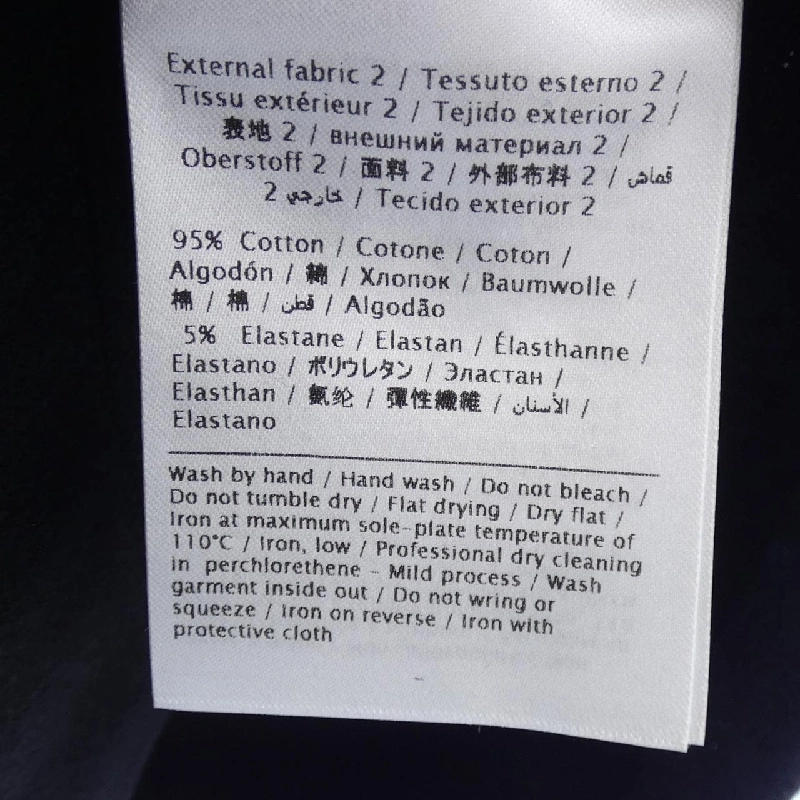 External fabric 2 / Tessuto esterno 2 /
Tissu extérieur 2 / Tejido exterior 2 /
表地 2 / внешний материал 2 /
Oberstoff 2 / 面料 2 / 外部布料 2 / قماش
خارجي 2 / Tecido exterior 2
95% Cotton / Cotone / Coton /
Algodón / 綿 / Хлопок / Baumwolle /
棉 / 棉 / قطن / Algodão
5% Elastane / Elastan / Élasthanne /
Elastano / ポリウレタン / Эластан /
Elasthan / 氨纶 / 彈性纖維 / الأستان /
Elastano
Wash by hand / Hand wash / Do not bleach /
Do not tumble dry / Flat drying / Dry flat /
Iron at maximum sole-plate temperature of
110°C / Iron, low / Professional dry cleaning
in perchlorethene - Mild process / Wash
garment inside out / Do not wring or
squeeze / Iron on reverse / Iron with
protective cloth